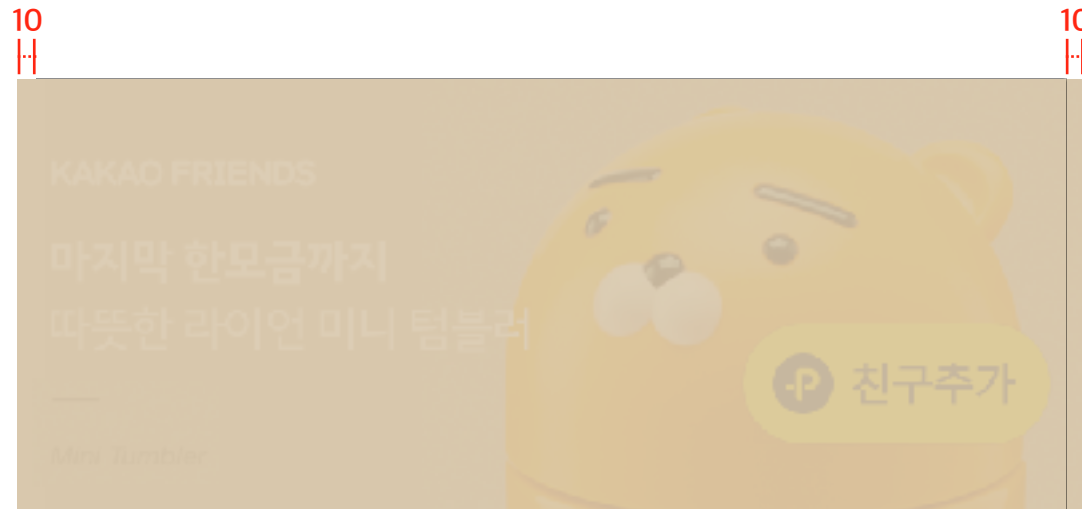 10 10
KAKAO FRIENDS
마지막 한모금까지
따뜻한 라이언 미니 텀블러
친구추가
Mini Tumbler